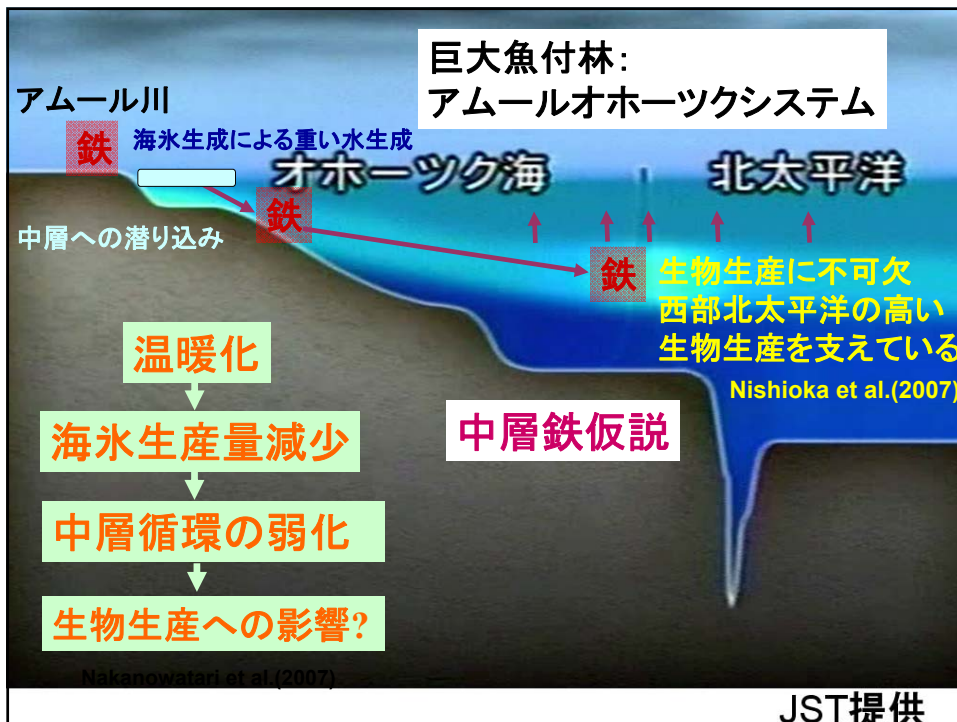 巨大魚付林:
アムールオホーツクシステム
アムール川
鉄
海氷生成による重い水生成
オホーツク海
北太平洋
鉄
中層への潜り込み
鉄
生物生産に不可欠
西部北太平洋の高い
生物生産を支えている
Nishioka et al.(2007)
温暖化
海氷生産量減少
中層鉄仮説
中層循環の弱化
生物生産への影響?
Nakanowatari et al.(2007)
JST提供